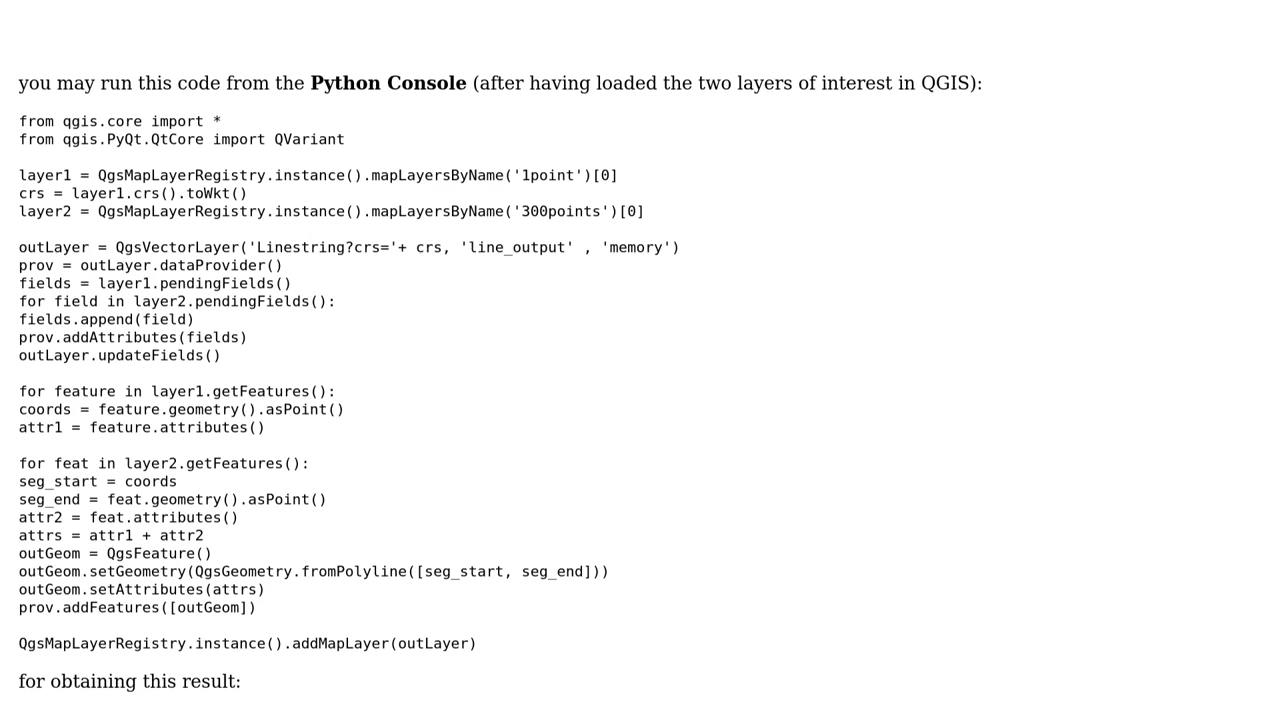 you may run this code from the Python Console (after having loaded the two layers of interest in QGIS):
from qgis.core import *
from qgis.PyQt.QtCore import QVariant
layer1 = QgsMapLayerRegistry.instance().mapLayersByName('1point')[0]
crs = layer1.crs().toWkt()
layer2 = QgsMapLayerRegistry.instance().mapLayersByName('300points')[0]
outLayer = QgsVectorLayer('Linestring?crs='+ crs, 'line_output' , 'memory')
prov = outLayer.dataProvider()
fields = layer1.pendingFields()
for field in layer2.pendingFields():
fields.append(field)
prov.addAttributes(fields)
outLayer.updateFields()
for feature in layer1.getFeatures():
coords = feature.geometry().asPoint()
attr1 = feature.attributes()
for feat in layer2.getFeatures():
seg_start = coords
seg_end = feat.geometry().asPoint()
attr2 = feat.attributes()
attrs = attr1 + attr2
outGeom = QgsFeature()
outGeom.setGeometry(QgsGeometry.fromPolyline([seg_start, seg_end]))
outGeom.setAttributes(attrs)
prov.addFeatures([outGeom])
QgsMapLayerRegistry.instance().addMapLayer(outLayer)
for obtaining this result: